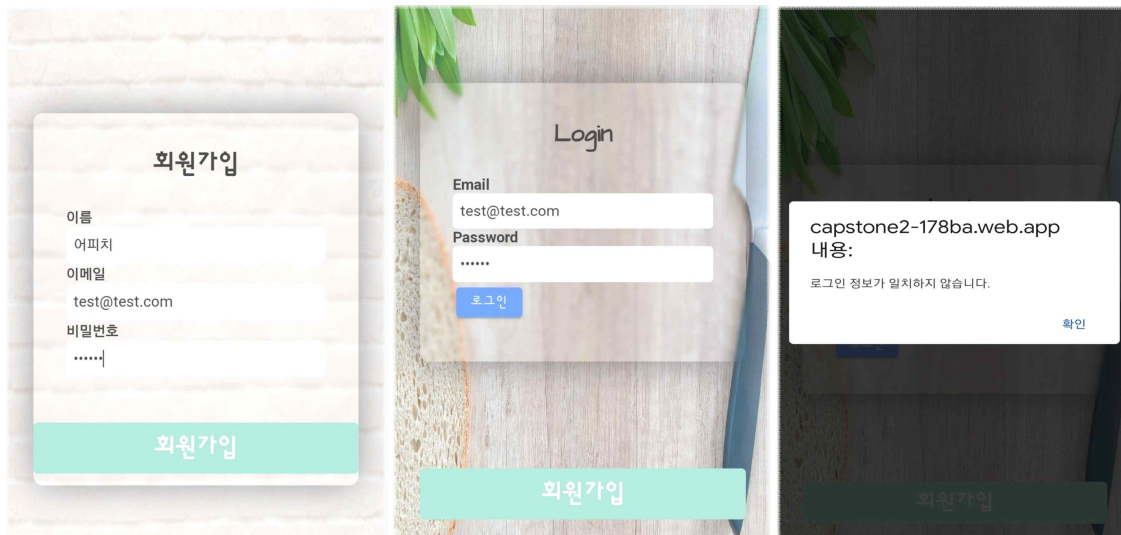 회원가입
이름
어피치
이메일
test@test.com
비밀번호
••••••
회원가입
Login
Email
test@test.com
Password
••••••
로그인
회원가입
capstone2-178ba.web.app
내용:
로그인 정보가 일치하지 않습니다.
확인
회원가입